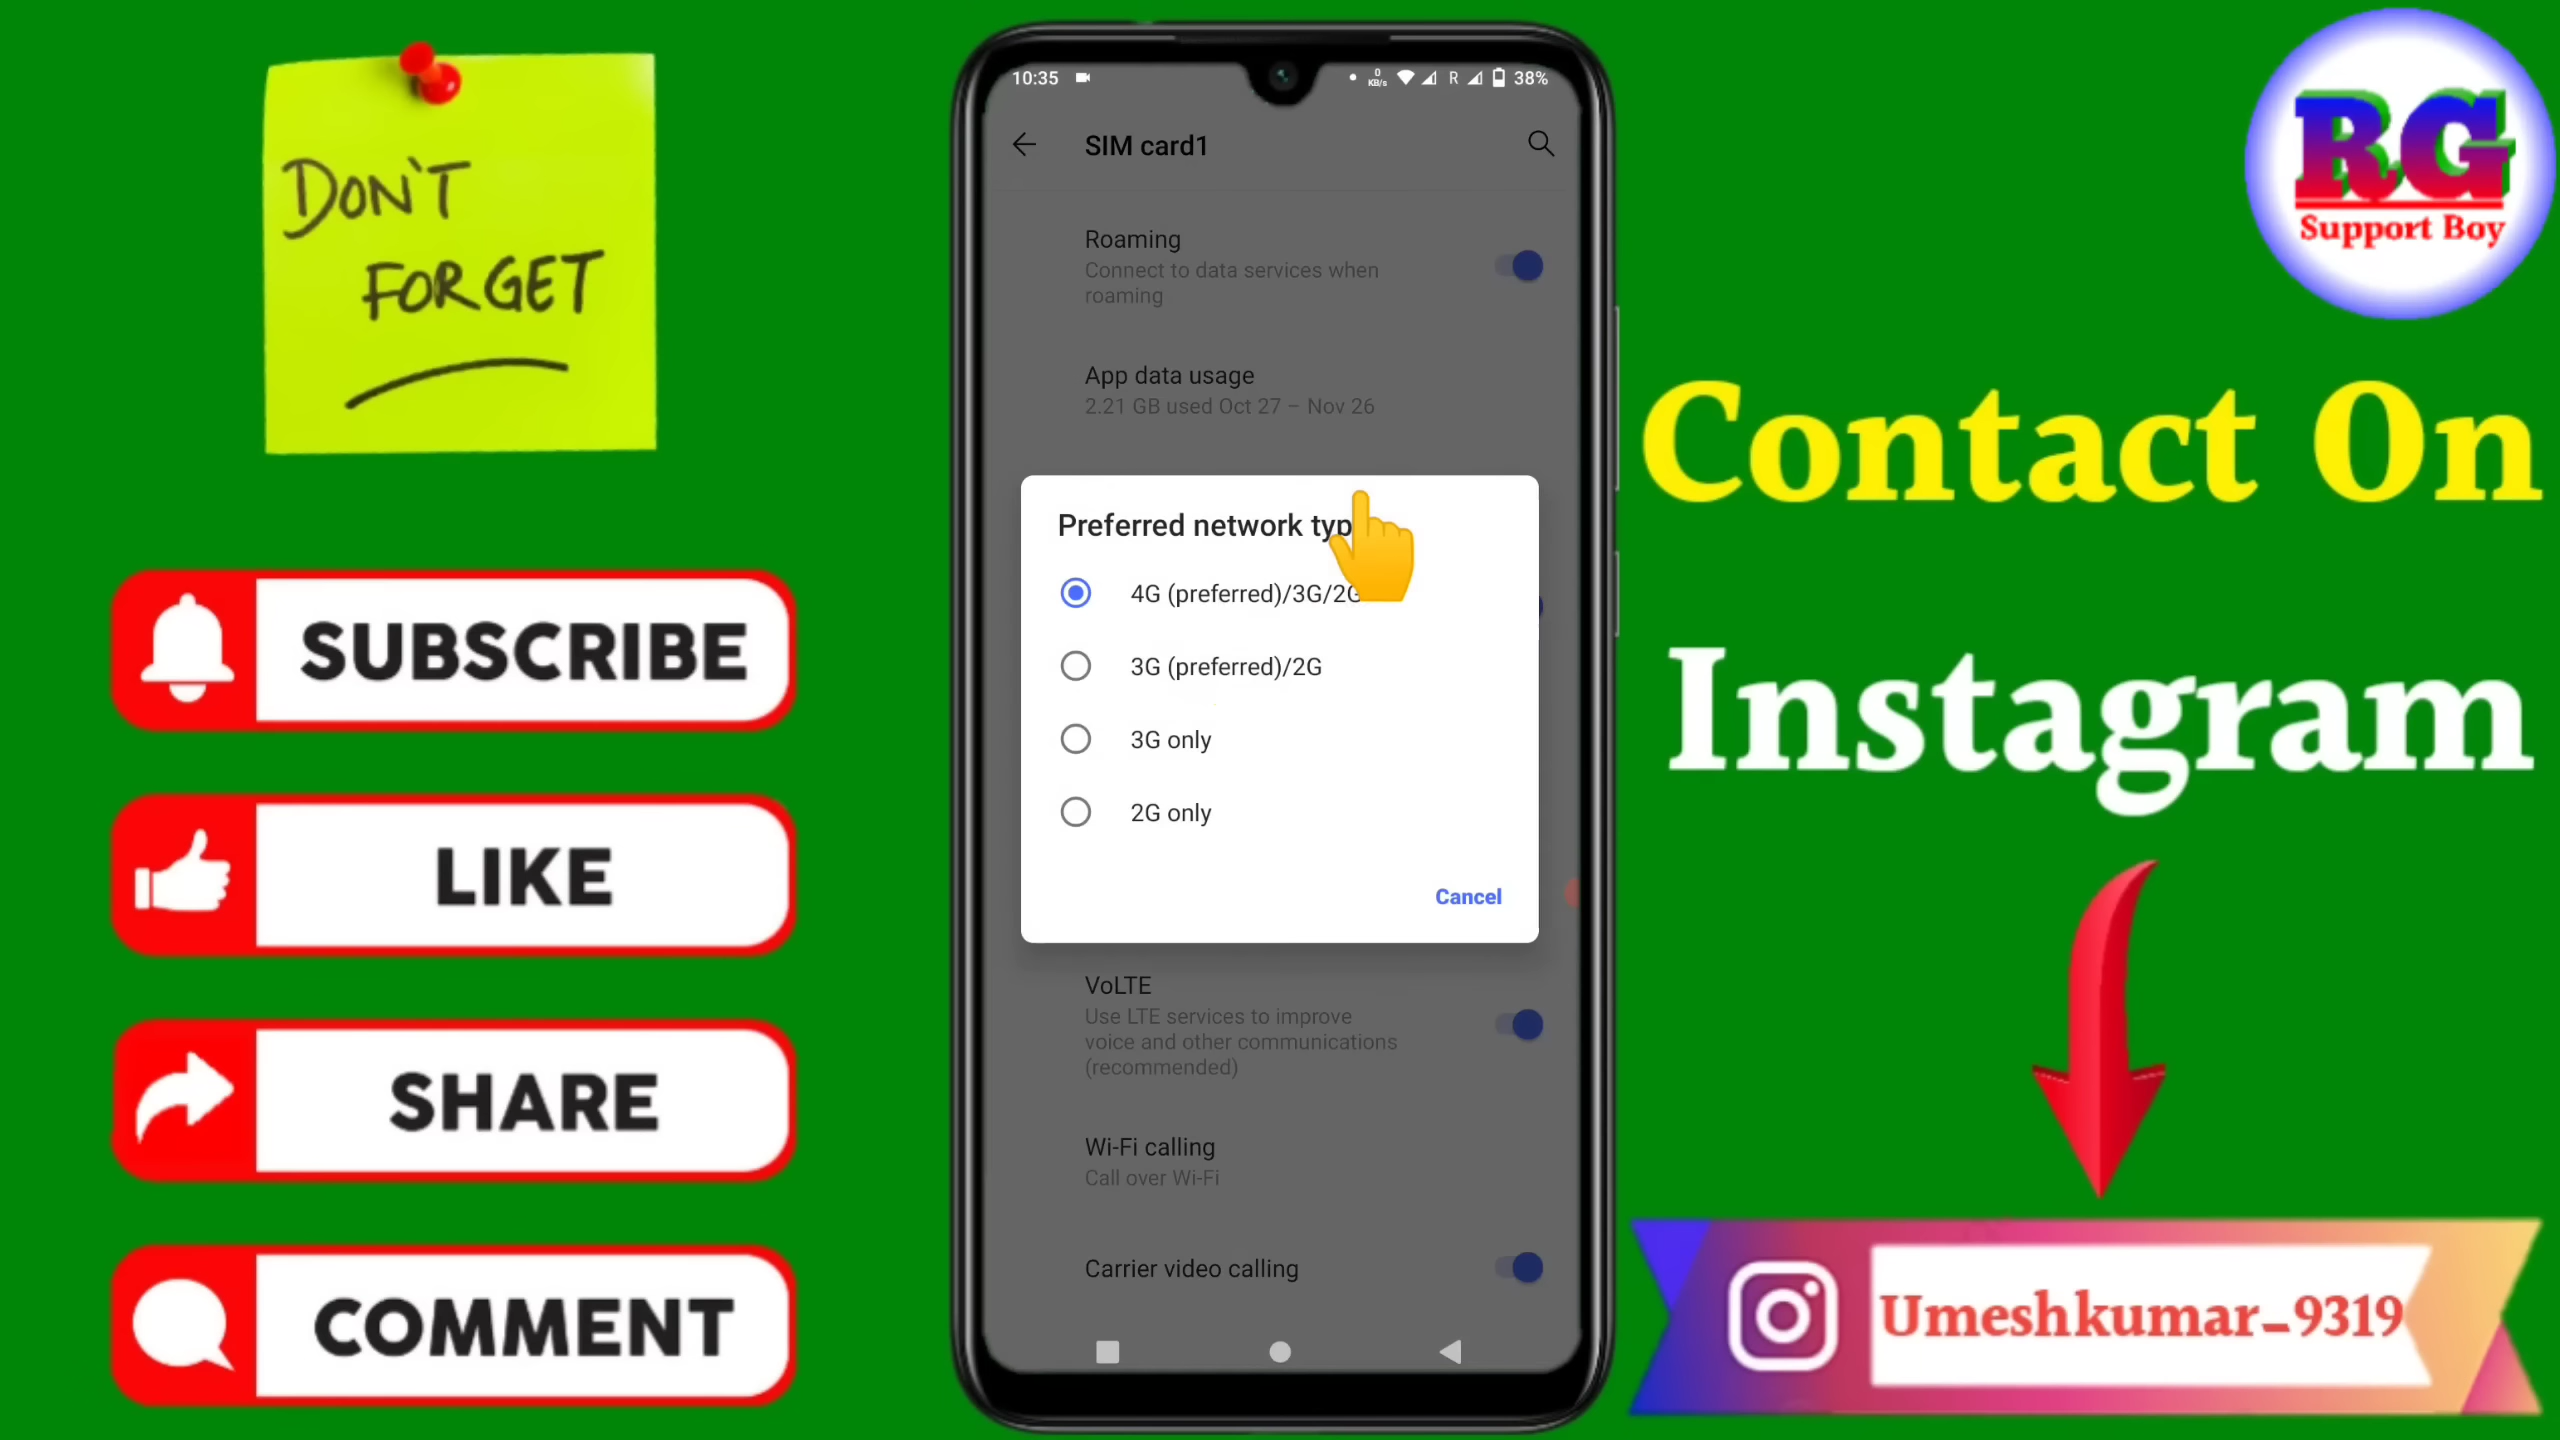 DON'T
FORGET
SUBSCRIBE
LIKE
SHARE
COMMENT
10:35
0
KB/s
R
38%
SIM card1
Roaming
Connect to data services when
roaming
App data usage
2.21 GB used Oct 27 – Nov 26
Preferred network typ
4G (preferred)/3G/2G
3G (preferred)/2G
3G only
2G only
Cancel
VoLTE
Use LTE services to improve
voice and other communications
(recommended)
Wi-Fi calling
Call over Wi-Fi
Carrier video calling
RG
Support Boy
Contact On
Instagram
Umeshkumar-9319